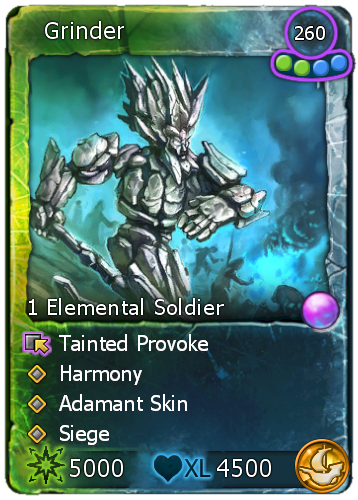 Grinder
260
1 Elemental Soldier
Tainted Provoke
Harmony
Adamant Skin
Siege
5000 XL 4500